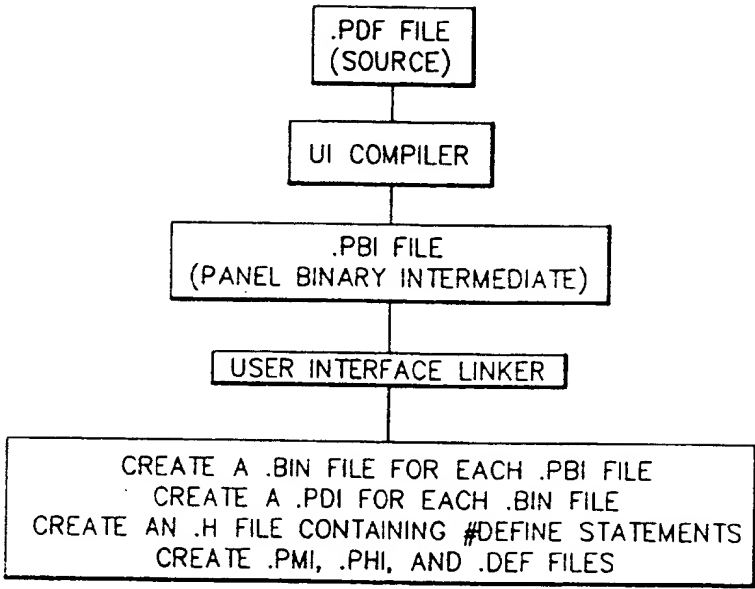 .PDF FILE
(SOURCE)
UI COMPILER
.PBI FILE
(PANEL BINARY INTERMEDIATE)
USER INTERFACE LINKER
CREATE A .BIN FILE FOR EACH .PBI FILE
CREATE A .PDI FOR EACH .BIN FILE
CREATE AN .H FILE CONTAINING #DEFINE STATEMENTS
CREATE .PMI, .PHI, AND .DEF FILES